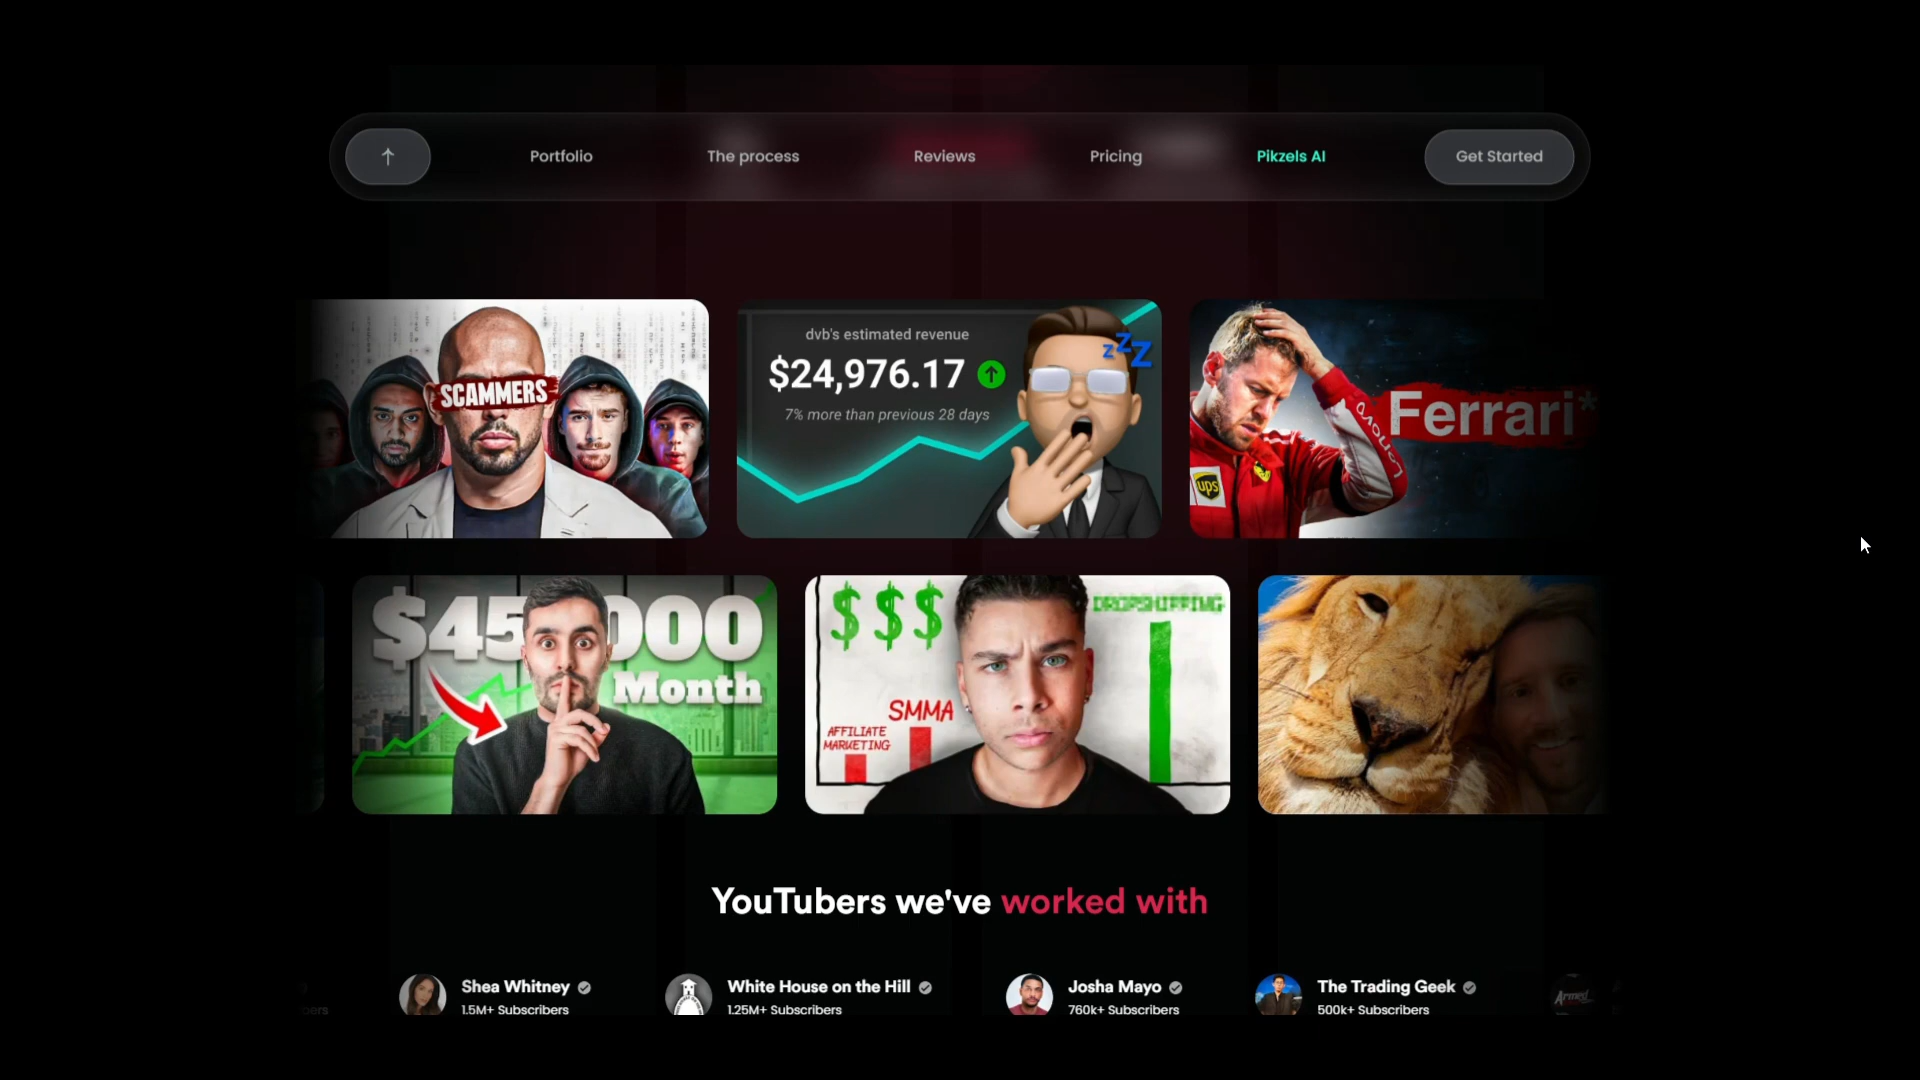 ↑
Portfolio
The process
Reviews
Pricing
Pikzels AI
Get Started
SCAMMERS
dvb's estimated revenue
$24,976.17
7% more than previous 28 days
zzZ
Ferrari*
ups
$45 000
Month
$$$
DROPSHIPPING
SMMA
AFFILIATE
MARKETING
YouTubers we've worked with
Shea Whitney
1.5M+ Subscribers
White House on the Hill
1.25M+ Subscribers
Josha Mayo
760k+ Subscribers
The Trading Geek
500k+ Subscribers
Armed